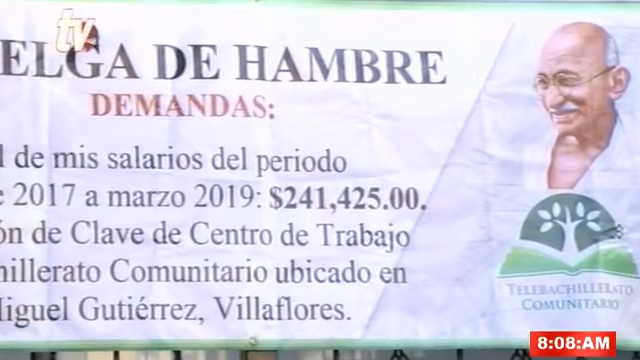 tv
ELGA DE HAMBRE
DEMANDAS:
l de mis salarios del periodo
e 2017 a marzo 2019: $241,425.00.
ón de Clave de Centro de Trabajo
hillerato Comunitario ubicado en
Miguel Gutiérrez, Villaflores.
TELEBACHILLERATO
COMUNITARIO
8:08:AM